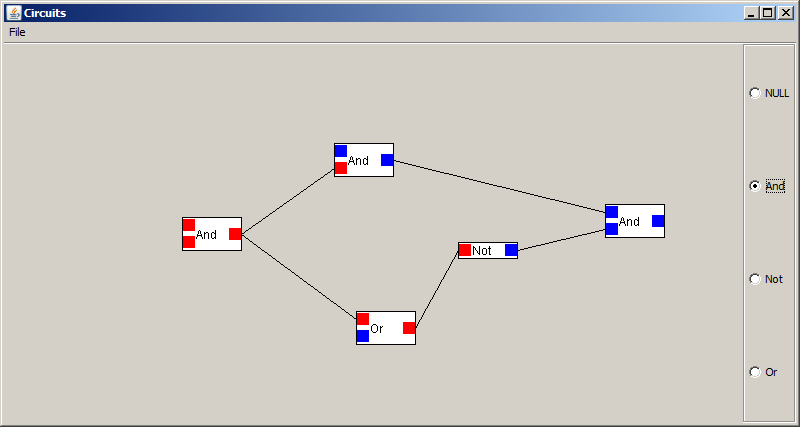 Circuits
File
NULL
And
And
And
And
Not
Not
Or
Or